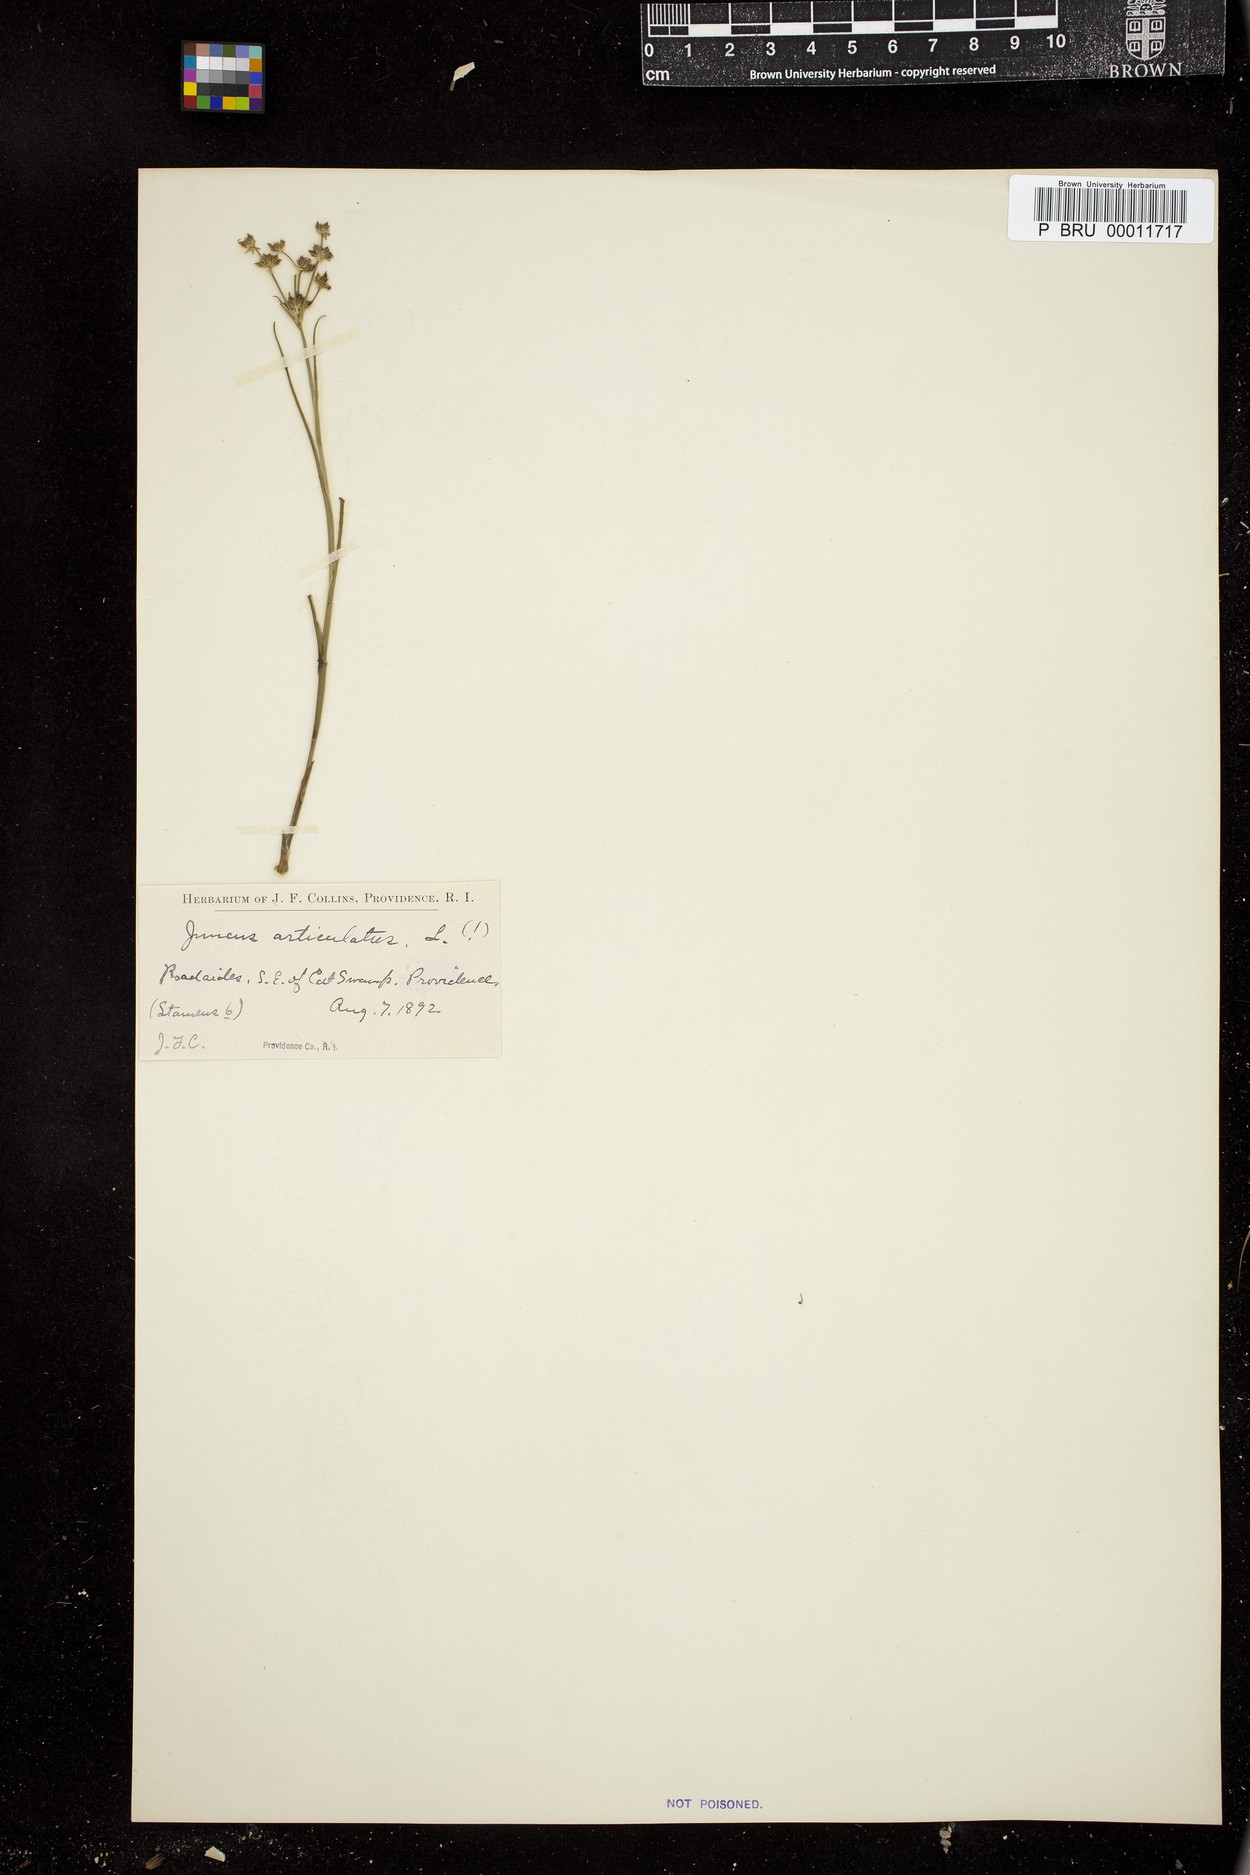 0 1 2 3 4 5 6 7 8 9 10
cm
Brown University Herbarium - copyright reserved
BROWN
Brown University Herbarium
P BRU 00011717
HERBARIUM OF J. F. COLLINS, PROVIDENCE, R. I.
Juncus articulatus, L. (!)
Roadsides, S.E. of Cat Swamp, Providence,
(Stamens 6) Aug. 7, 1892
J.F.C. Providence Co., R. I.
NOT POISONED.